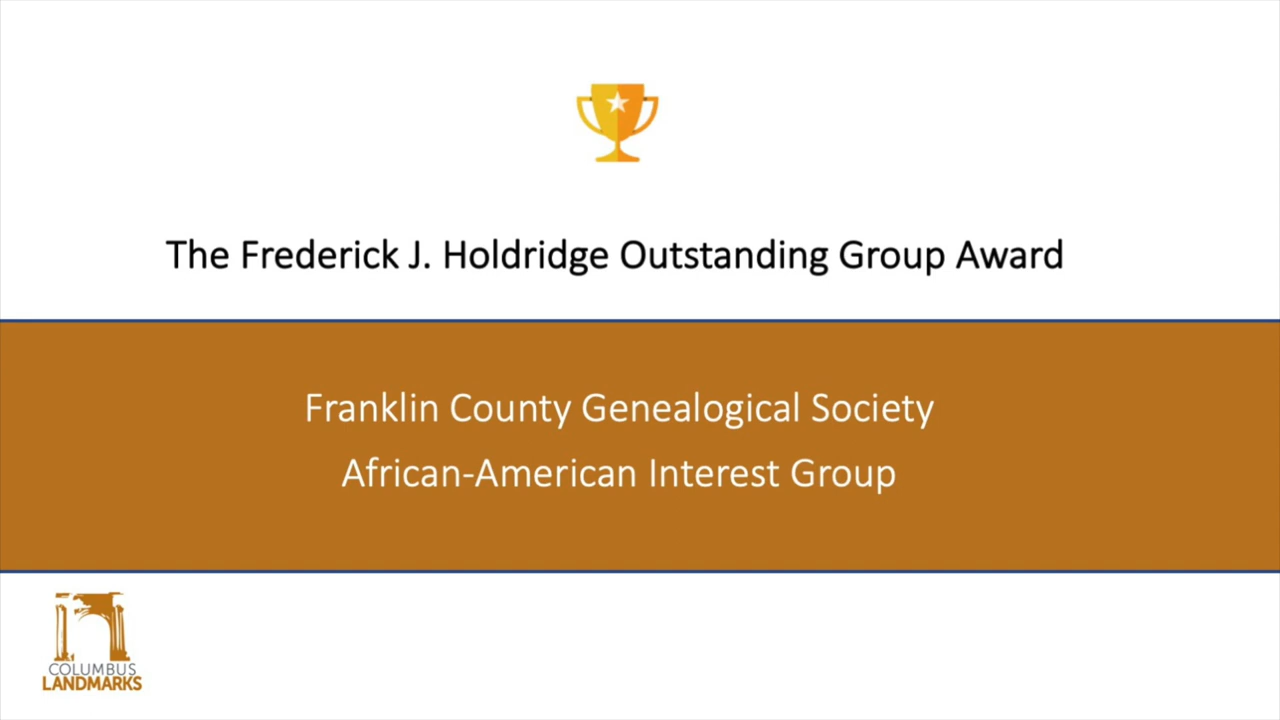 The Frederick J. Holdridge Outstanding Group Award
Franklin County Genealogical Society
African-American Interest Group
COLUMBUS
LANDMARKS